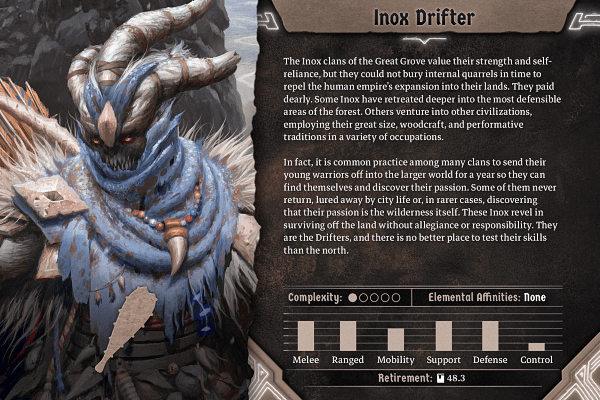 Inox Drifter
The Inox clans of the Great Grove value their strength and self-
reliance, but they could not bury internal quarrels in time to
repel the human empire's expansion into their lands. They paid
dearly. Some Inox have retreated deeper into the most defensible
areas of the forest. Others venture into other civilizations,
employing their great size, woodcraft, and performative
traditions in a variety of occupations.
In fact, it is common practice among many clans to send their
young warriors off into the larger world for a year so they can
find themselves and discover their passion. Some of them never
return, lured away by city life or, in rarer cases, discovering
that their passion is the wilderness itself. These Inox revel in
surviving off the land without allegiance or responsibility. They
are the Drifters, and there is no better place to test their skills
than the north.
Complexity: Elemental Affinities: None
Melee Ranged Mobility Support Defense Control
Retirement: 48.3